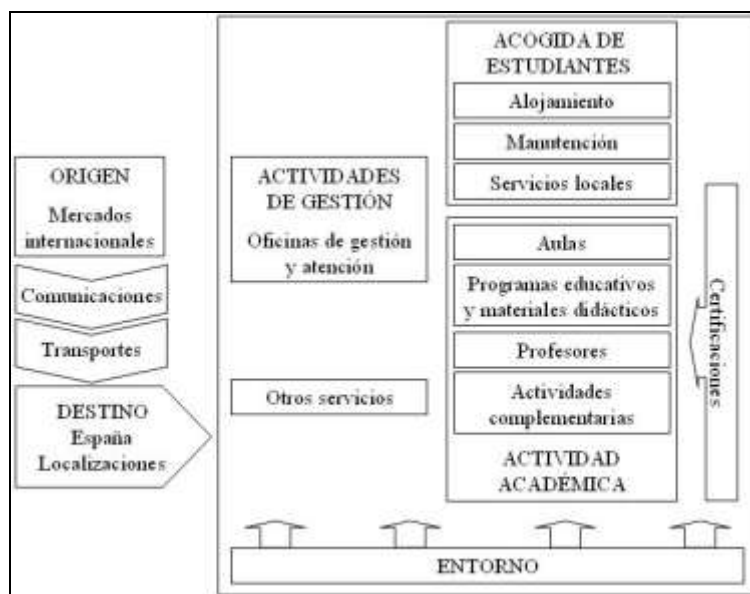 ORIGEN
Mercados
internacionales
Comunicaciones
Transportes
DESTINO
España
Localizaciones
ACTIVIDADES
DE GESTIÓN
Oficinas de gestión
y atención
Otros servicios
ACOGIDA DE
ESTUDIANTES
Alojamiento
Manutención
Servicios locales
Aulas
Programas educativos
y materiales didácticos
Profesores
Actividades
complementarias
ACTIVIDAD
ACADÉMICA
Certificaciones
ENTORNO